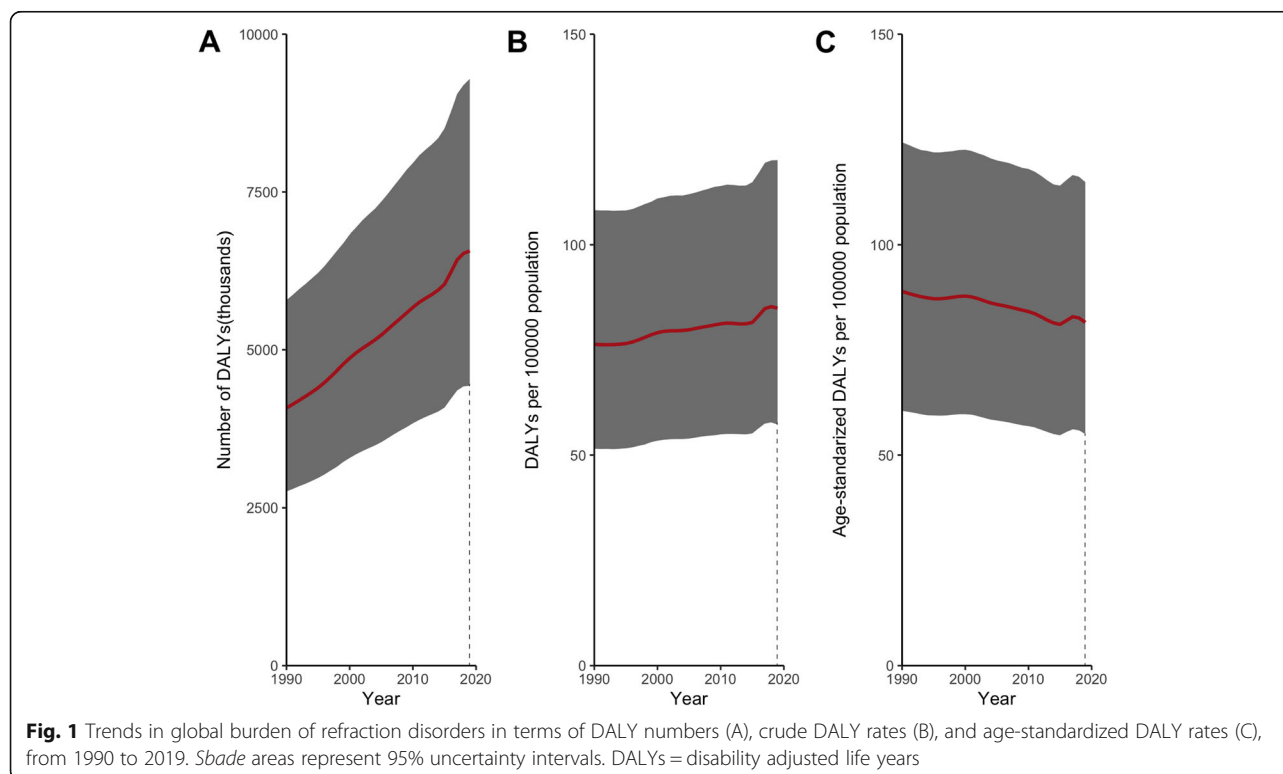 A
B
C
Number of DALYs(thousands)
10000
7500
5000
2500
0
1990
2000
2010
2020
Year
DALYs per 100000 population
150
100
50
0
1990
2000
2010
2020
Year
Age-standarized DALYs per 100000 population
150
100
50
0
1990
2000
2010
2020
Year
Fig. 1 Trends in global burden of refraction disorders in terms of DALY numbers (A), crude DALY rates (B), and age-standardized DALY rates (C),
from 1990 to 2019. Sbade areas represent 95% uncertainty intervals. DALYs = disability adjusted life years